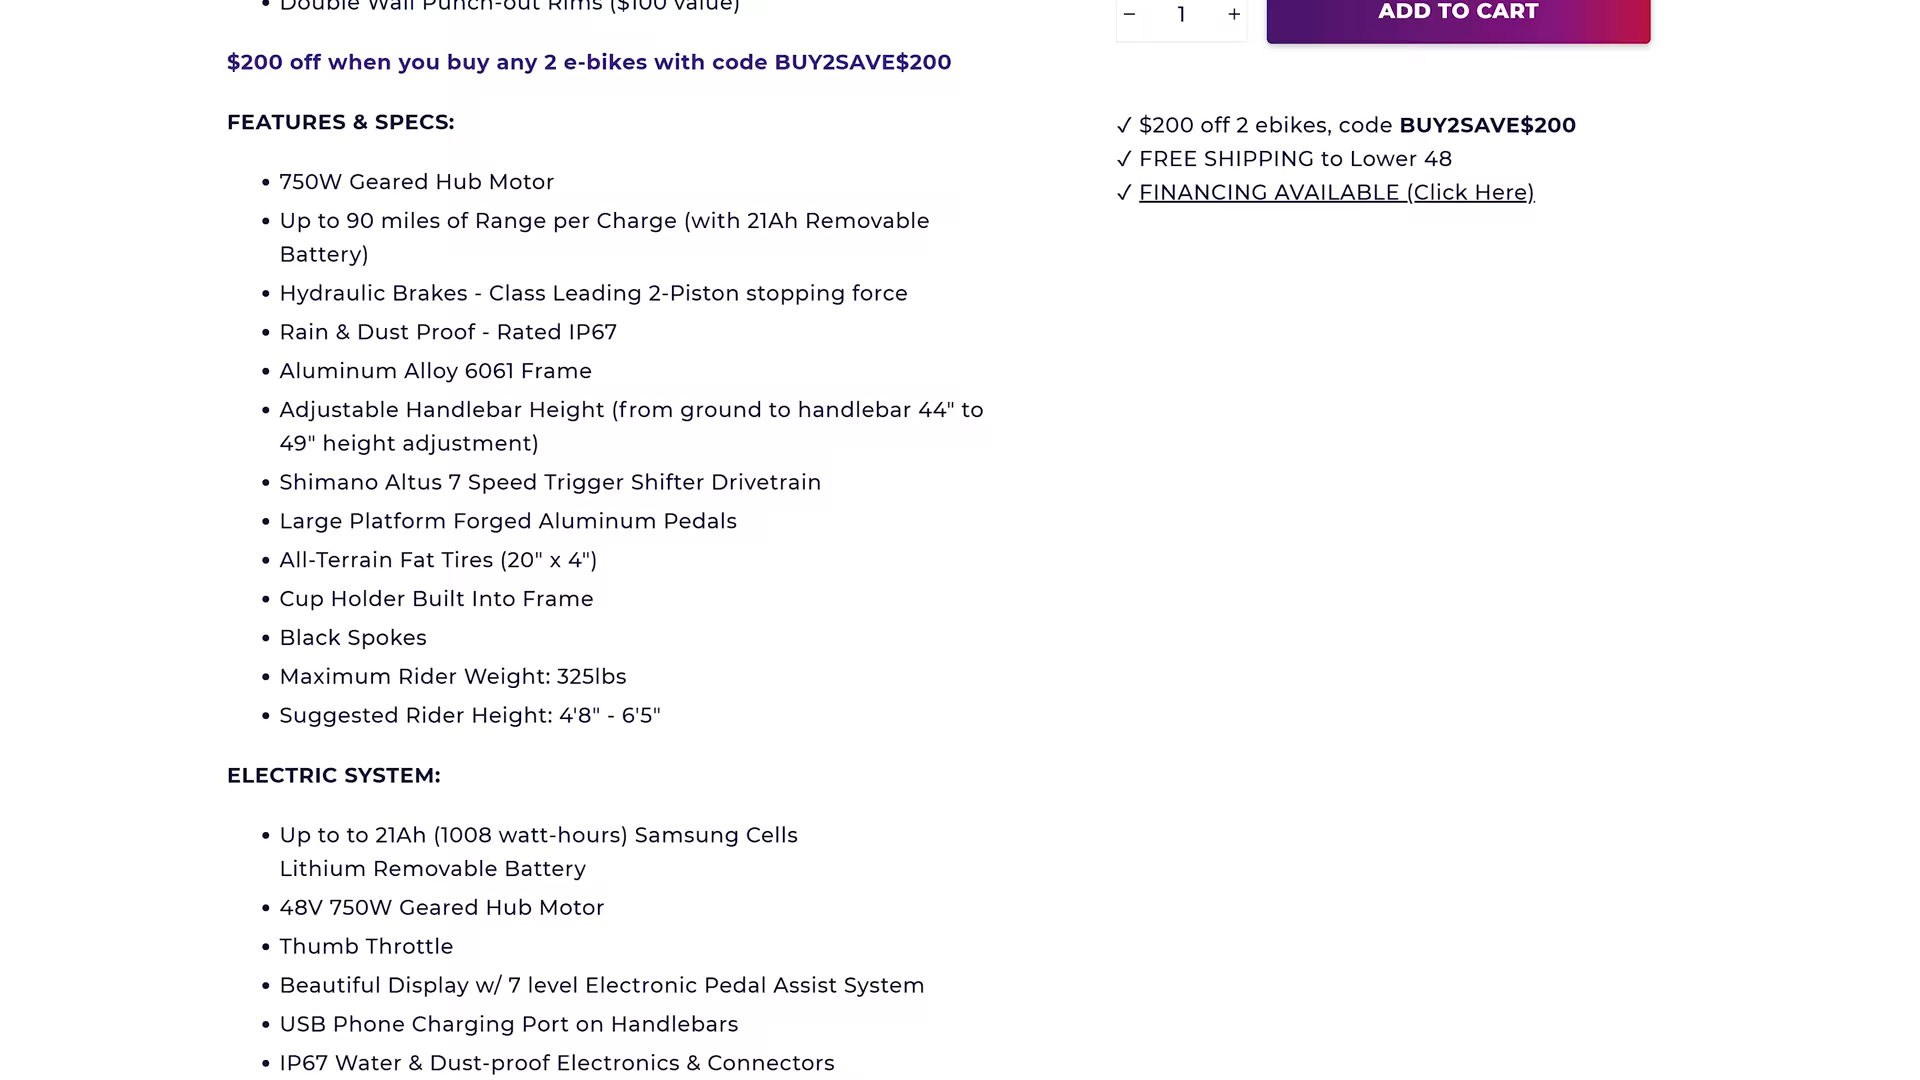 Double Wall Punch-out Rims ($100 value)
$200 off when you buy any 2 e-bikes with code BUY2SAVE$200
FEATURES & SPECS:
750W Geared Hub Motor
Up to 90 miles of Range per Charge (with 21Ah Removable
Battery)
Hydraulic Brakes - Class Leading 2-Piston stopping force
Rain & Dust Proof - Rated IP67
Aluminum Alloy 6061 Frame
Adjustable Handlebar Height (from ground to handlebar 44" to
49" height adjustment)
Shimano Altus 7 Speed Trigger Shifter Drivetrain
Large Platform Forged Aluminum Pedals
All-Terrain Fat Tires (20" x 4")
Cup Holder Built Into Frame
Black Spokes
Maximum Rider Weight: 325lbs
Suggested Rider Height: 4'8" - 6'5"
ELECTRIC SYSTEM:
Up to to 21Ah (1008 watt-hours) Samsung Cells
Lithium Removable Battery
48V 750W Geared Hub Motor
Thumb Throttle
Beautiful Display w/ 7 level Electronic Pedal Assist System
USB Phone Charging Port on Handlebars
IP67 Water & Dust-proof Electronics & Connectors
− 1 +
ADD TO CART
✓ $200 off 2 ebikes, code BUY2SAVE$200
✓ FREE SHIPPING to Lower 48
✓ FINANCING AVAILABLE (Click Here)